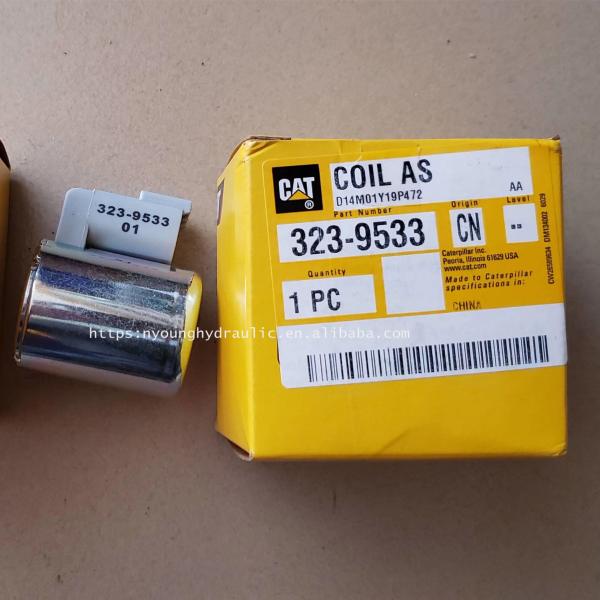 323-9533
01
CAT
®
COIL AS
D14M01Y19P472
AA
Part Number
Origin
Level
323-9533
CN
--
Quantity
1 PC
Caterpillar Inc.
Peoria, Illinois 61629 USA
www.cat.com
Made to Caterpillar
specifications in:
CHINA
https://nyounghydraulic.en.alibaba.com